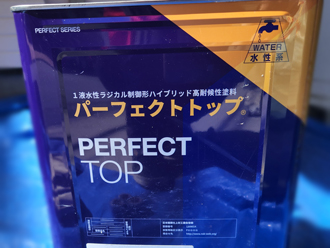 PERFECT SERIES
WATER
水性
1液水性ラジカル制御形ハイブリッド高耐候性塗料
パーフェクトトップ®
PERFECT
TOP